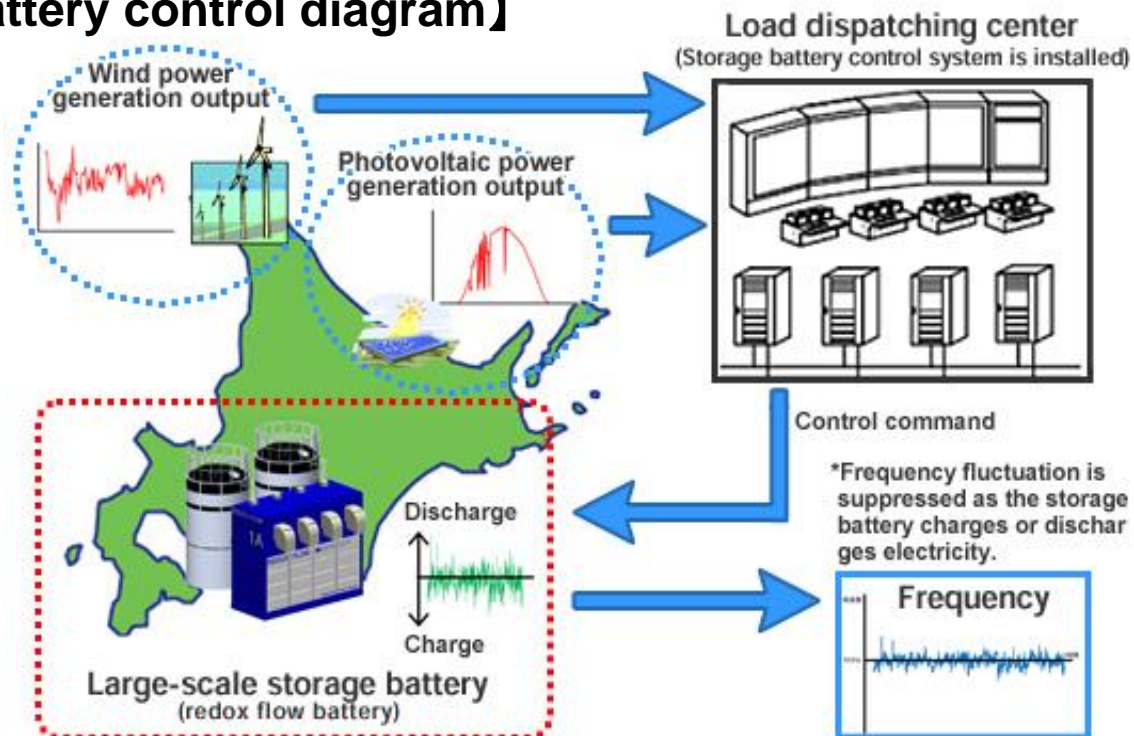 attery control diagram】
Load dispatching center
(Storage battery control system is installed)
Wind power
generation output
Photovoltaic power
generation output
Control command
*Frequency fluctuation is
suppressed as the storage
battery charges or dischar
ges electricity.
1A
Discharge
Charge
Frequency
Large-scale storage battery
(redox flow battery)